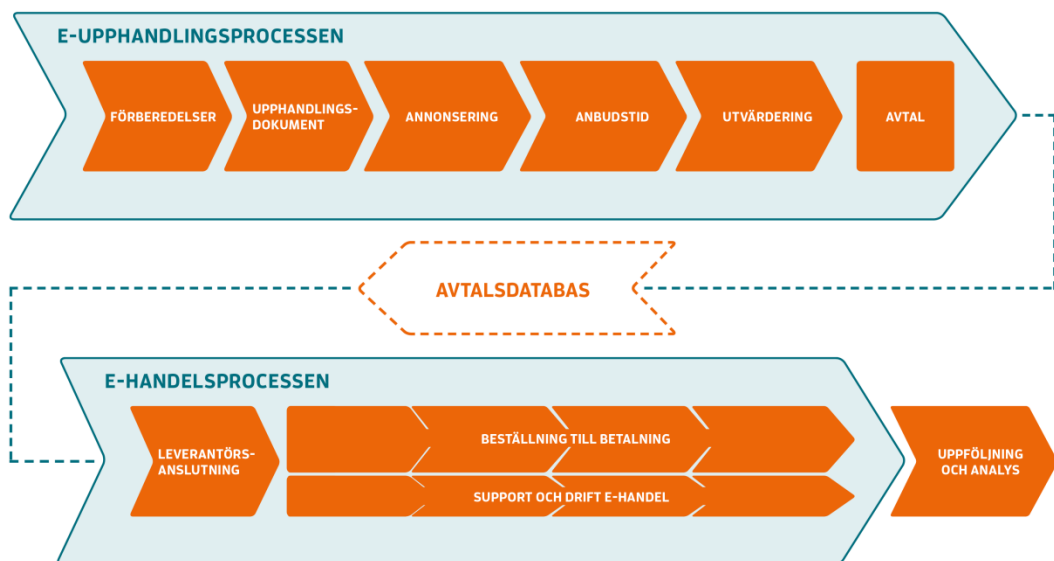 E-UPPHANDLINGSPROCESSEN
FÖRBEREDELSER
UPPHANDLINGS-
DOKUMENT
ANNONSERING
ANBUDSTID
UTVÄRDERING
AVTAL
AVTALSDATABAS
E-HANDELSPROCESSEN
LEVERANTÖRS-
ANSLUTNING
BESTÄLLNING TILL BETALNING
SUPPORT OCH DRIFT E-HANDEL
UPPFÖLJNING
OCH ANALYS